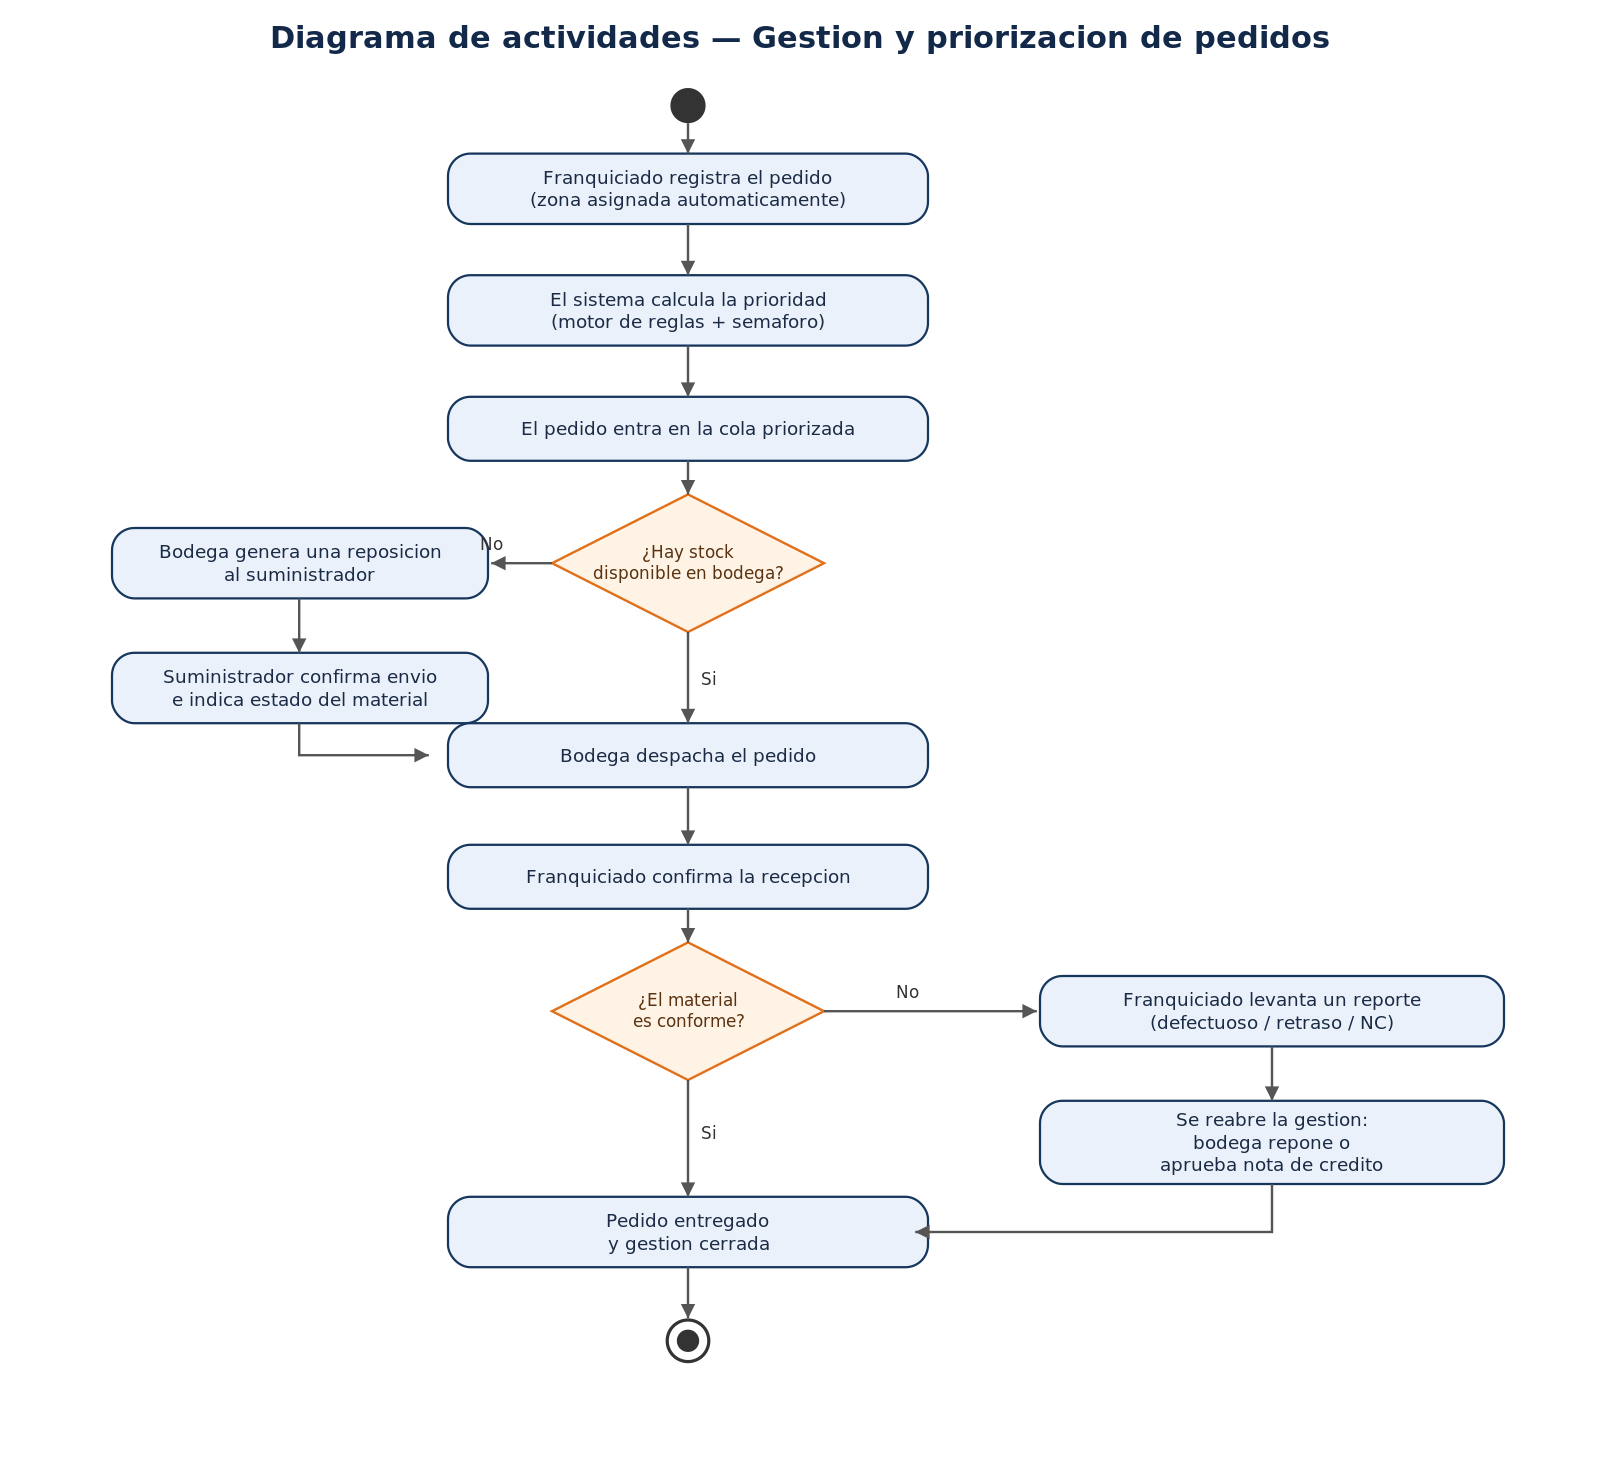 Diagrama de actividades — Gestion y priorizacion de pedidos
Franquiciado registra el pedido
(zona asignada automaticamente)
El sistema calcula la prioridad
(motor de reglas + semaforo)
El pedido entra en la cola priorizada
¿Hay stock
disponible en bodega?
No
Bodega genera una reposicion
al suministrador
Suministrador confirma envio
e indica estado del material
Si
Bodega despacha el pedido
Franquiciado confirma la recepcion
¿El material
es conforme?
No
Franquiciado levanta un reporte
(defectuoso / retraso / NC)
Se reabre la gestion:
bodega repone o
aprueba nota de credito
Si
Pedido entregado
y gestion cerrada